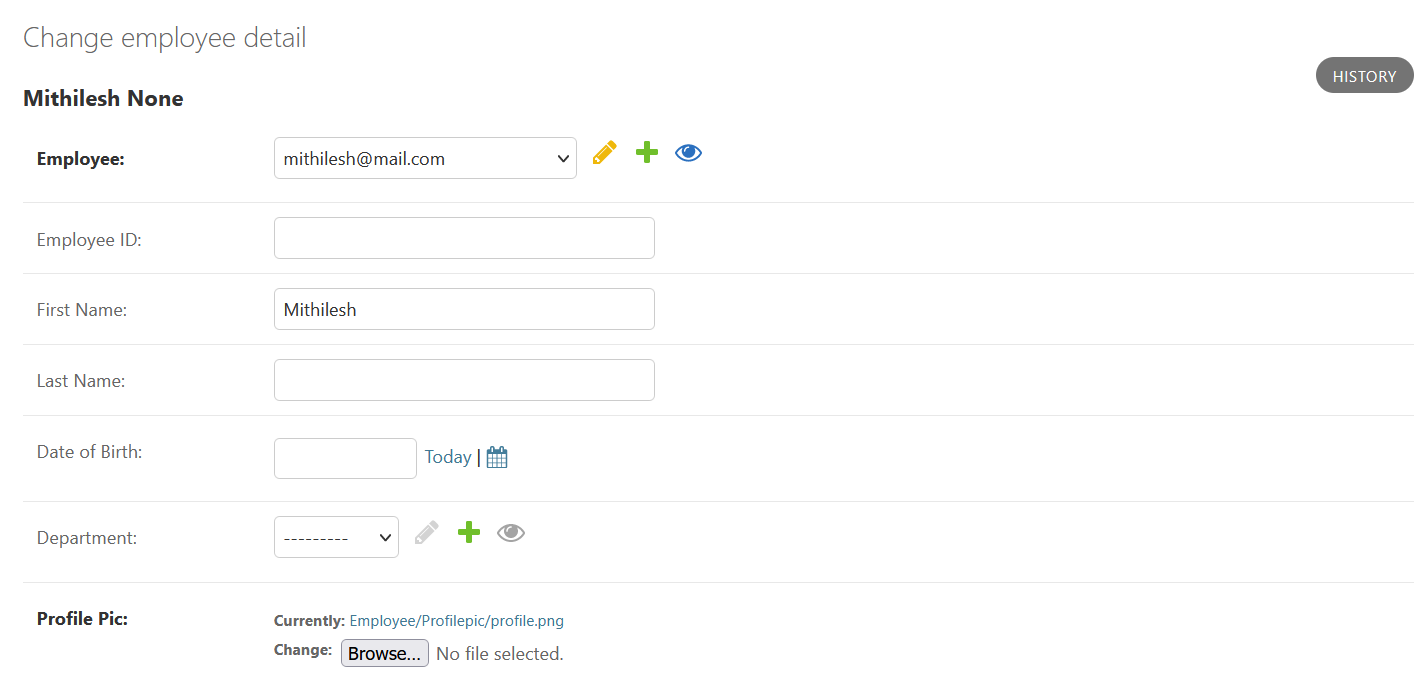 Change employee detail
HISTORY
Mithilesh None
Employee: mithilesh@mail.com
Employee ID:
First Name: Mithilesh
Last Name:
Date of Birth: Today |
Department: ---------
Profile Pic: Currently: Employee/Profilepic/profile.png
Change: Browse... No file selected.